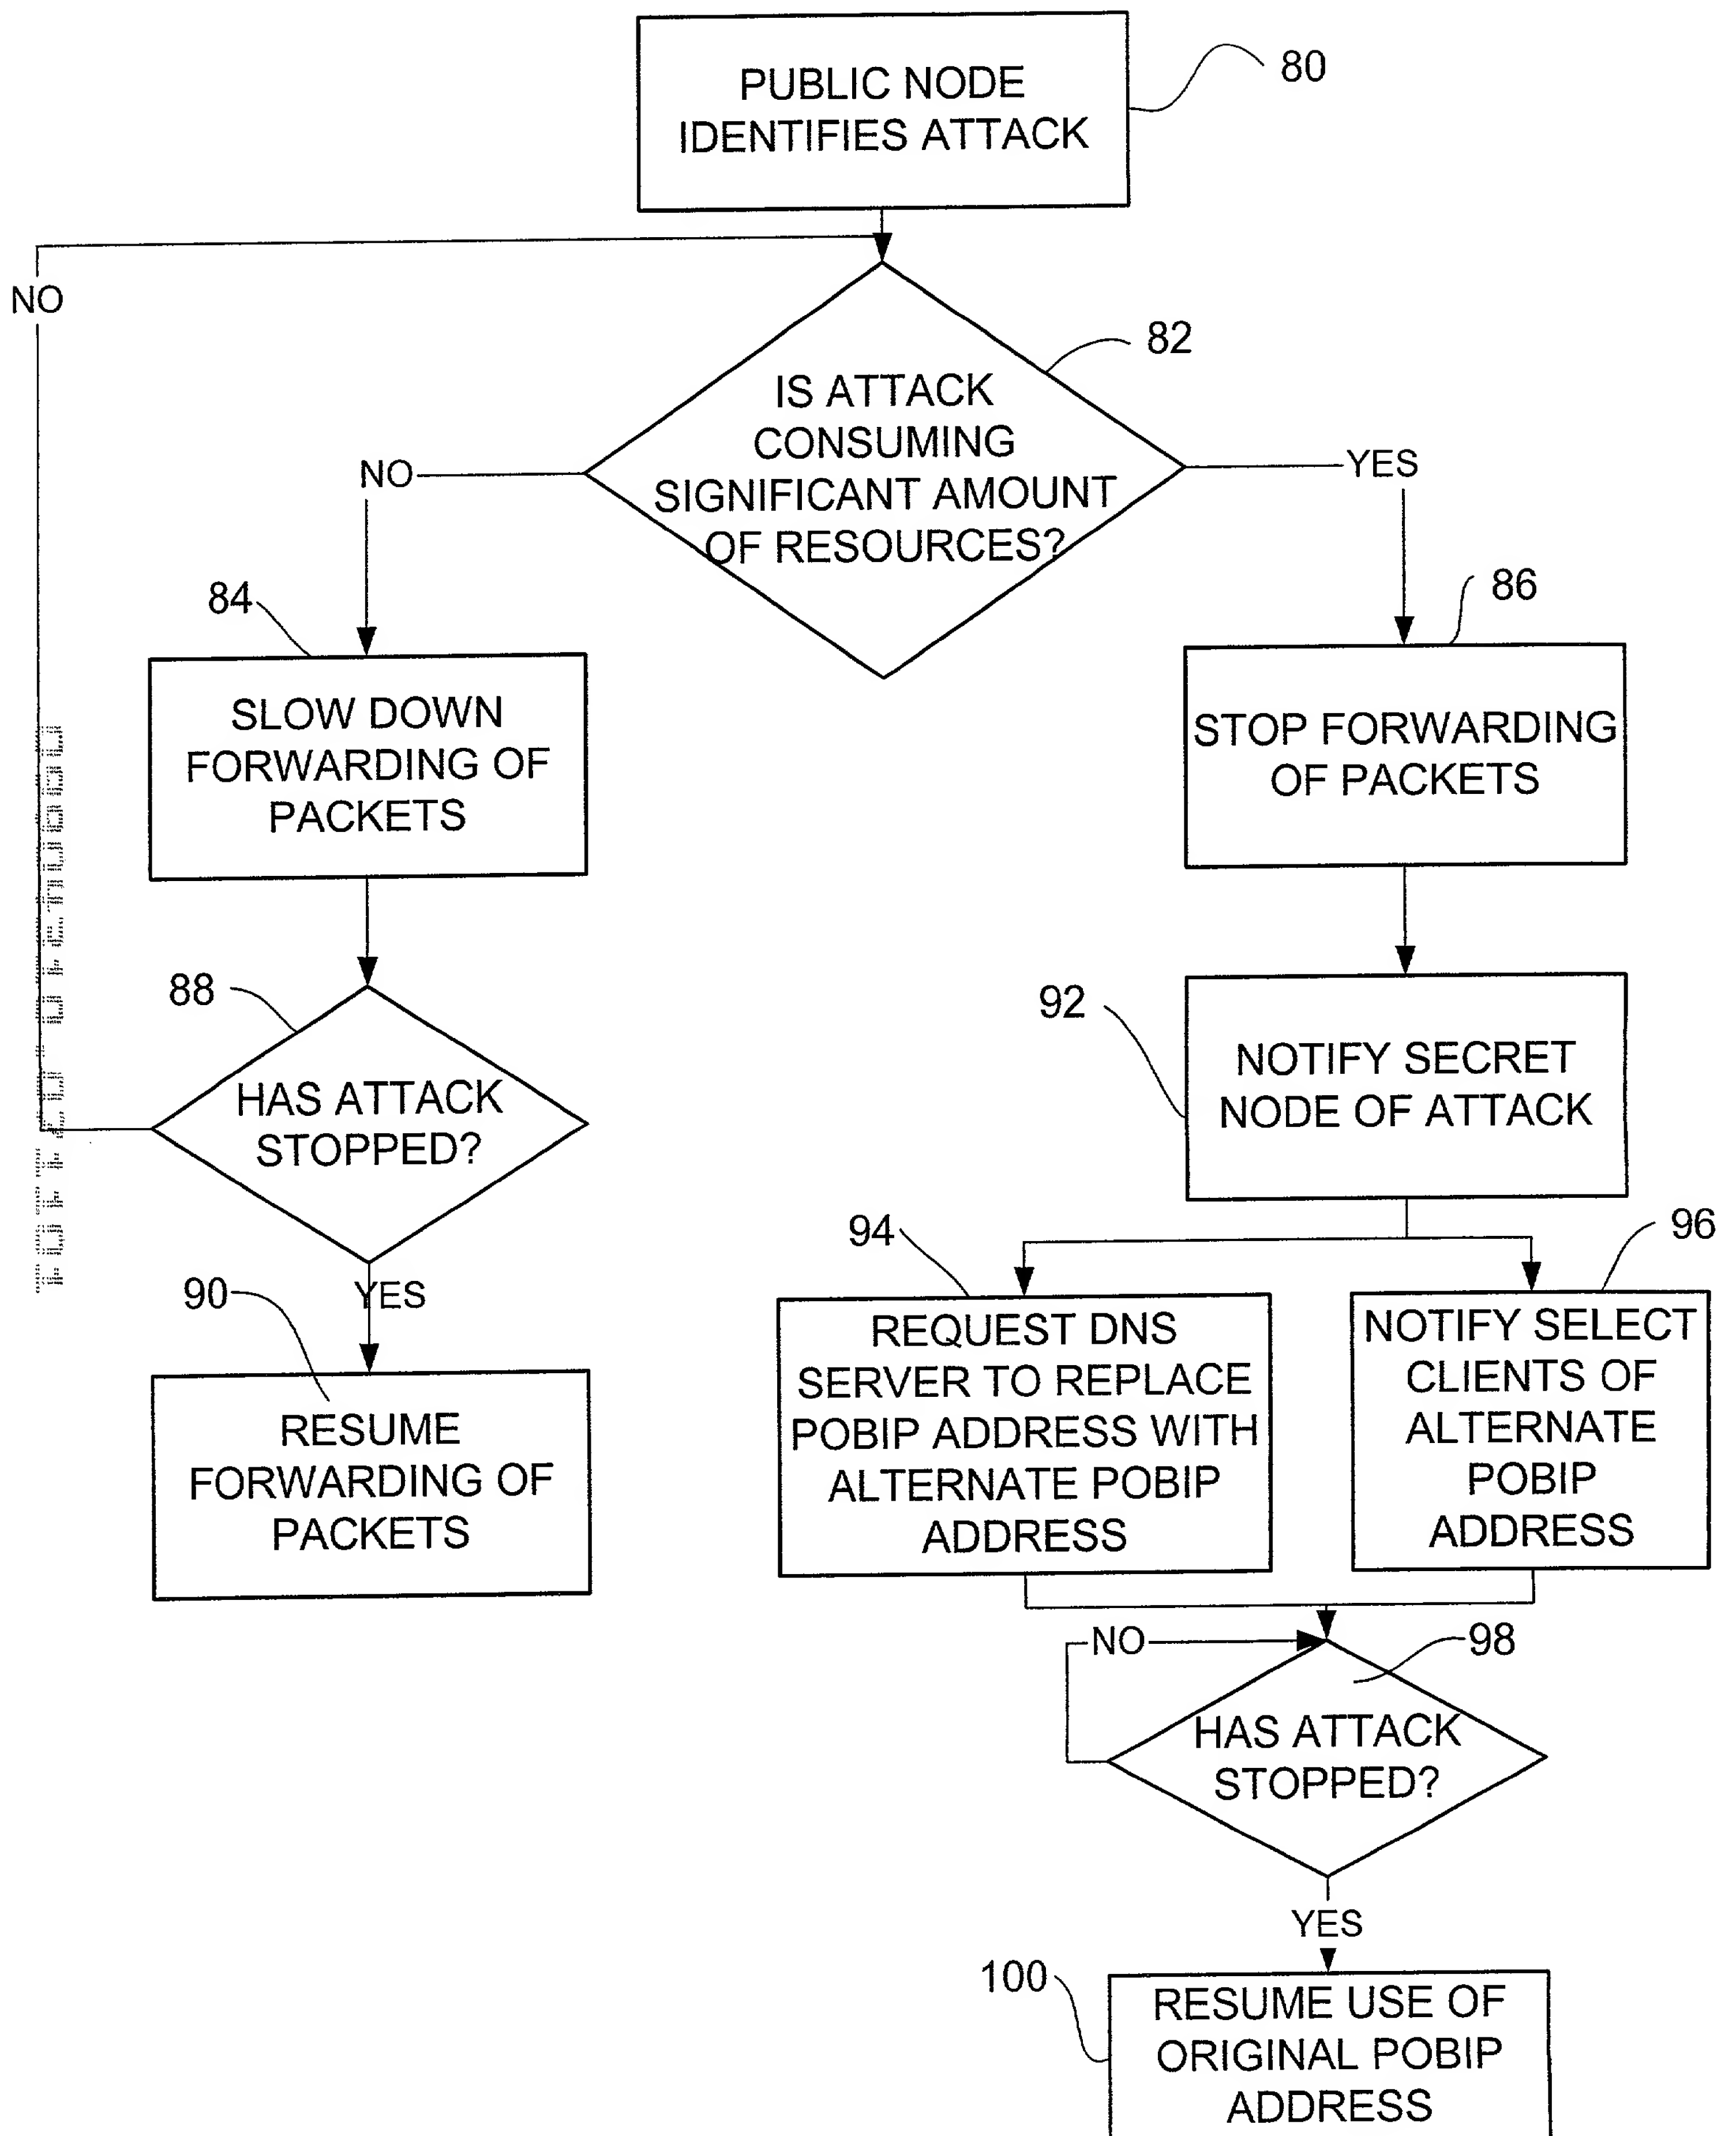 PUBLIC NODE
IDENTIFIES ATTACK
80
NO
82
IS ATTACK
CONSUMING
SIGNIFICANT AMOUNT
OF RESOURCES?
NO
YES
84
86
SLOW DOWN
FORWARDING OF
PACKETS
STOP FORWARDING
OF PACKETS
88
92
HAS ATTACK
STOPPED?
NOTIFY SECRET
NODE OF ATTACK
94
96
YES
90
RESUME
FORWARDING OF
PACKETS
REQUEST DNS
SERVER TO REPLACE
POBIP ADDRESS WITH
ALTERNATE POBIP
ADDRESS
NOTIFY SELECT
CLIENTS OF
ALTERNATE
POBIP
ADDRESS
NO
98
HAS ATTACK
STOPPED?
YES
100
RESUME USE OF
ORIGINAL POBIP
ADDRESS